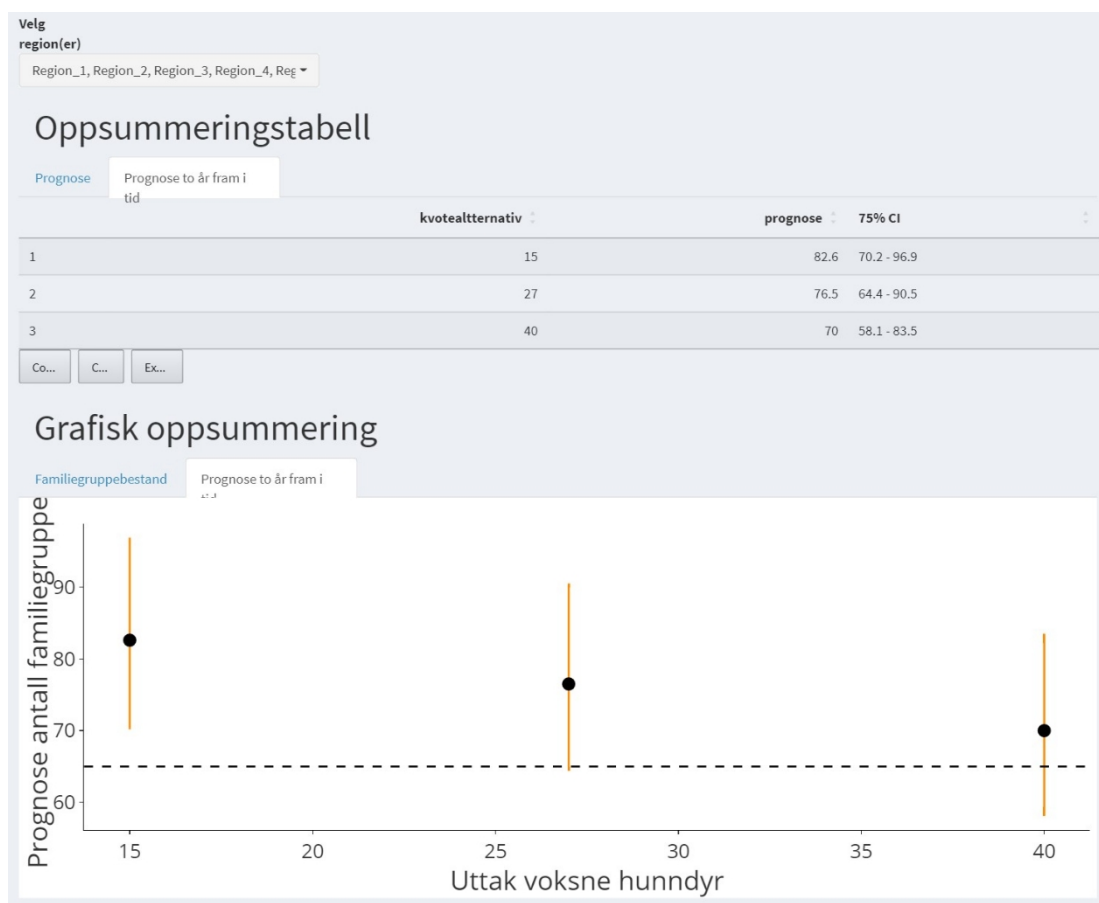 Velg
region(er)
Region_1, Region_2, Region_3, Region_4, Reg
Oppsummeringstabell
Prognose
Prognose to år fram i
tid
kvotealtternativ prognose 75% CI
1 15 82.6 70.2 - 96.9
2 27 76.5 64.4 - 90.5
3 40 70 58.1 - 83.5
Co... C... Ex...
Grafisk oppsummering
Familiegruppebestand
Prognose to år fram i
Prognose antall familiegruppe
90
80
70
60
15 20 25 30 35 40
Uttak voksne hunndyr